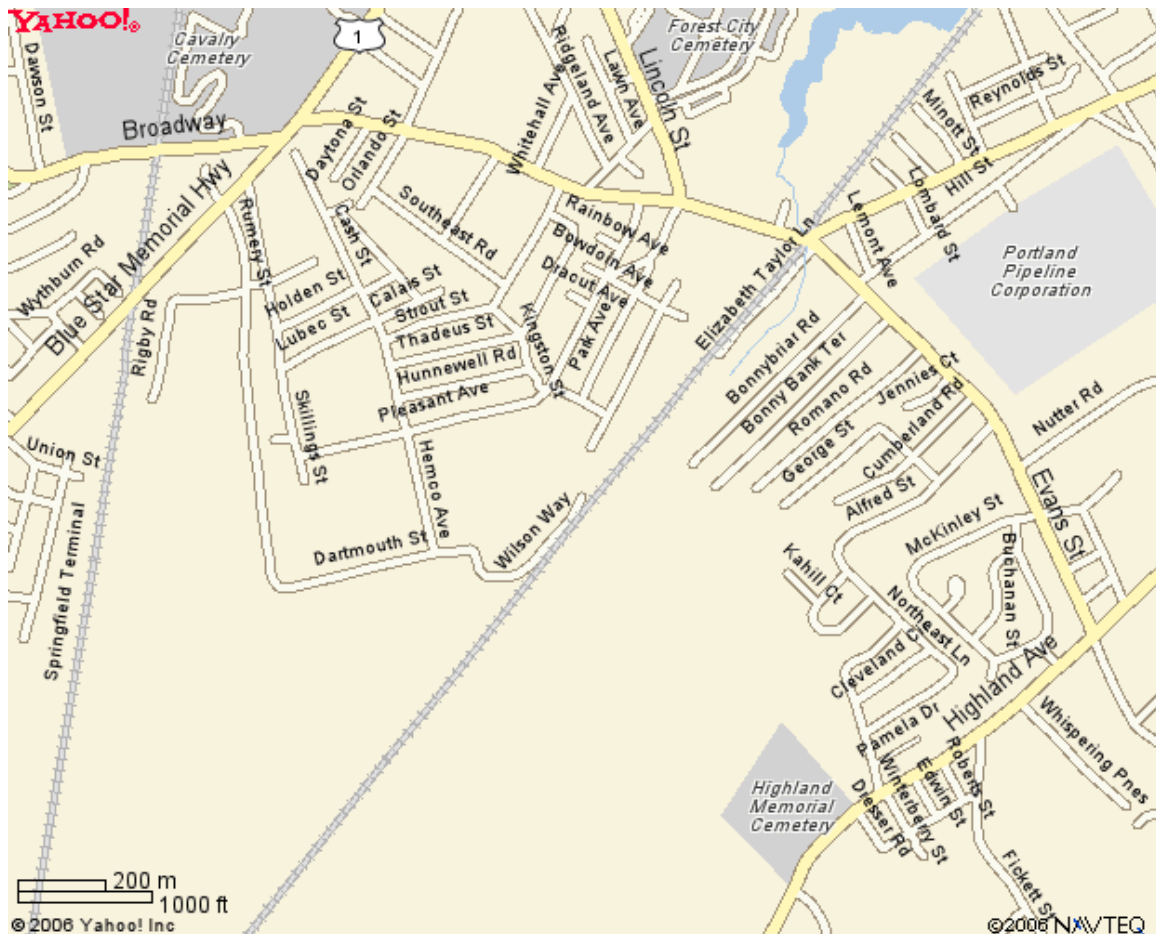 YAHOO!®
Cavalry
Cemetery
1
Forest City
Cemetery
Dawson St
Broadway
Ridgeland Ave
Lawn Ave
Lincoln St
Whitehall Ave
Reynolds St
Minott St
Hill St
Lombard St
Lemont Ave
Daytona St
Orlando St
Blue Star Memorial Hwy
Rumery St
Cash St
Southeast Rd
Rainbow Ave
Bowdoin Ave
Dracut Ave
Elizabeth Taylor Ln
Portland
Pipeline
Corporation
Wythburn Rd
Rigby Rd
Holden St
Lubec St
Calais St
Strout St
Thadeus St
Hunnewell Rd
Pleasant Ave
Kingston St
Park Ave
Bonnybriar Rd
Bonny Bank Ter
Romano Rd
George St
Jennies Ct
Cumberland Rd
Alfred St
Nutter Rd
Evans St
Union St
Skillings St
Hemco Ave
Dartmouth St
Wilson Way
McKinley St
Buchanan St
Kahill Ct
Northeast Ln
Springfield Terminal
Highland Ave
Pamela Dr
Whispering Pnes
Winterberry St
Edwin St
Roberts St
Dresser Rd
Fickett St
Highland
Memorial
Cemetery
200 m
1000 ft
©2006 Yahoo! Inc
©2006 NAVTEQ